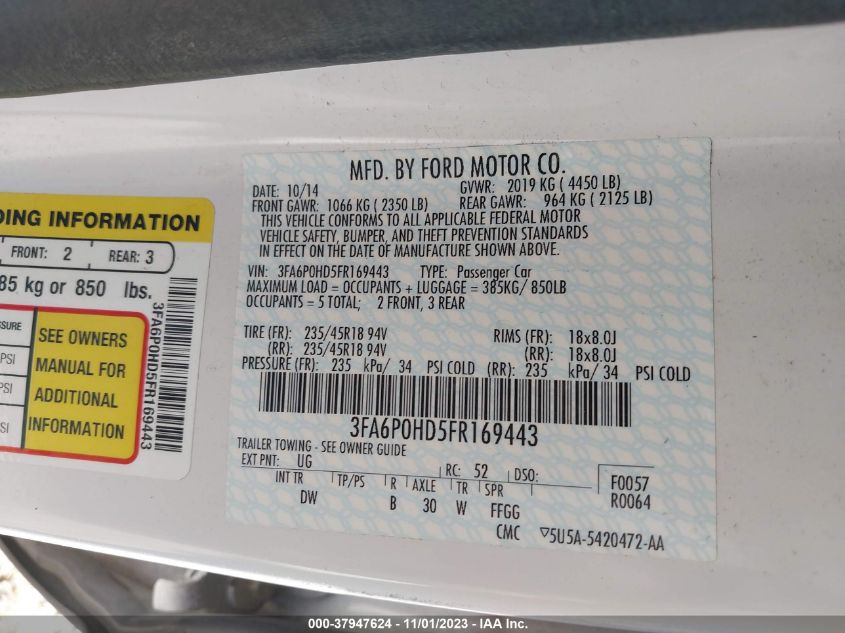 DING INFORMATION
FRONT: 2 REAR: 3
85 kg or 850 lbs.
SSURE
PSI
PSI
SI
SEE OWNERS
MANUAL FOR
ADDITIONAL
INFORMATION
3FA6P0HD5FR169443
MFD. BY FORD MOTOR CO.
DATE: 10/14 GVWR: 2019 KG ( 4450 LB)
FRONT GAWR: 1066 KG ( 2350 LB) REAR GAWR: 964 KG ( 2125 LB)
THIS VEHICLE CONFORMS TO ALL APPLICABLE FEDERAL MOTOR
VEHICLE SAFETY, BUMPER, AND THEFT PREVENTION STANDARDS
IN EFFECT ON THE DATE OF MANUFACTURE SHOWN ABOVE.
VIN: 3FA6P0HD5FR169443 TYPE: Passenger Car
MAXIMUM LOAD = OCCUPANTS + LUGGAGE = 385KG/ 850LB
OCCUPANTS = 5 TOTAL; 2 FRONT, 3 REAR
TIRE (FR): 235/45R18 94V RIMS (FR): 18x8.0J
(RR): 235/45R18 94V (RR): 18x8.0J
PRESSURE (FR): 235 kPa/ 34 PSI COLD (RR): 235 kPa/ 34 PSI COLD
3FA6P0HD5FR169443
TRAILER TOWING - SEE OWNER GUIDE
EXT PNT: UG RC: 52 DSO: F0057
INT TR TP/PS R AXLE TR SPR R0064
DW B 30 W FFGG
CMC 5U5A-5420472-AA
000-37947624 - 11/01/2023 - IAA Inc.